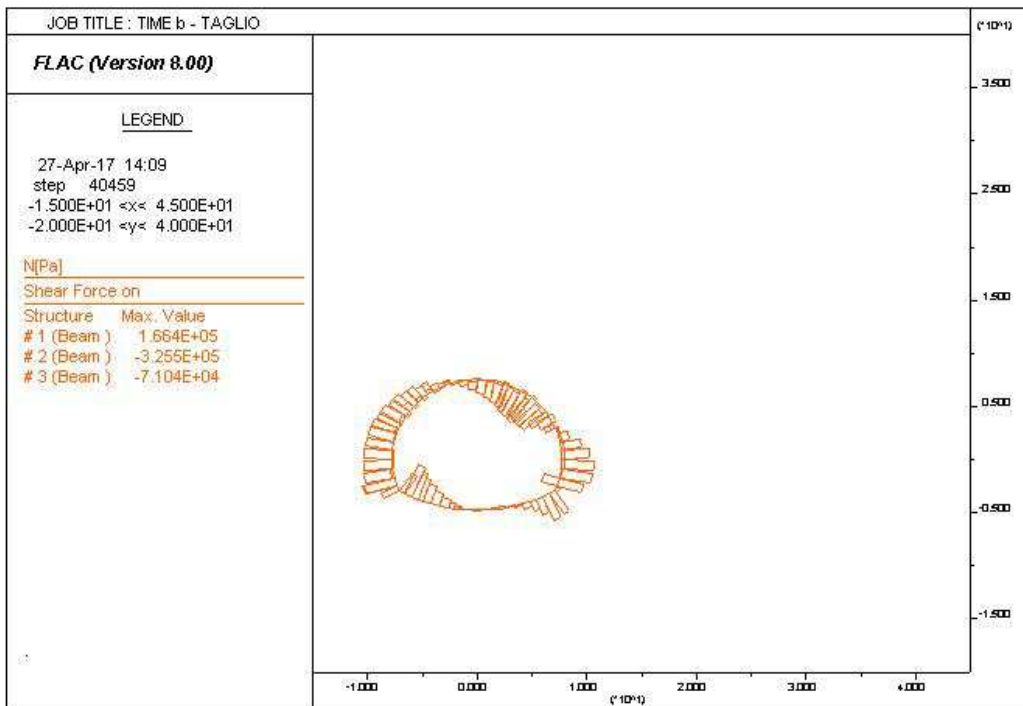 JOB TITLE : TIME b - TAGLIO
FLAC (Version 8.00)
LEGEND
27-Apr-17 14:09
step 40459
-1.500E+01 <x< 4.500E+01
-2.000E+01 <y< 4.000E+01
N[Pa]
Shear Force on
Structure Max. Value
# 1 (Beam ) 1.664E+05
# 2 (Beam ) -3.255E+05
# 3 (Beam ) -7.104E+04
(*10^1)
3.500
2.500
1.500
0.500
-0.500
-1.500
-1.000 0.000 1.000 2.000 3.000 4.000
(*10^1)